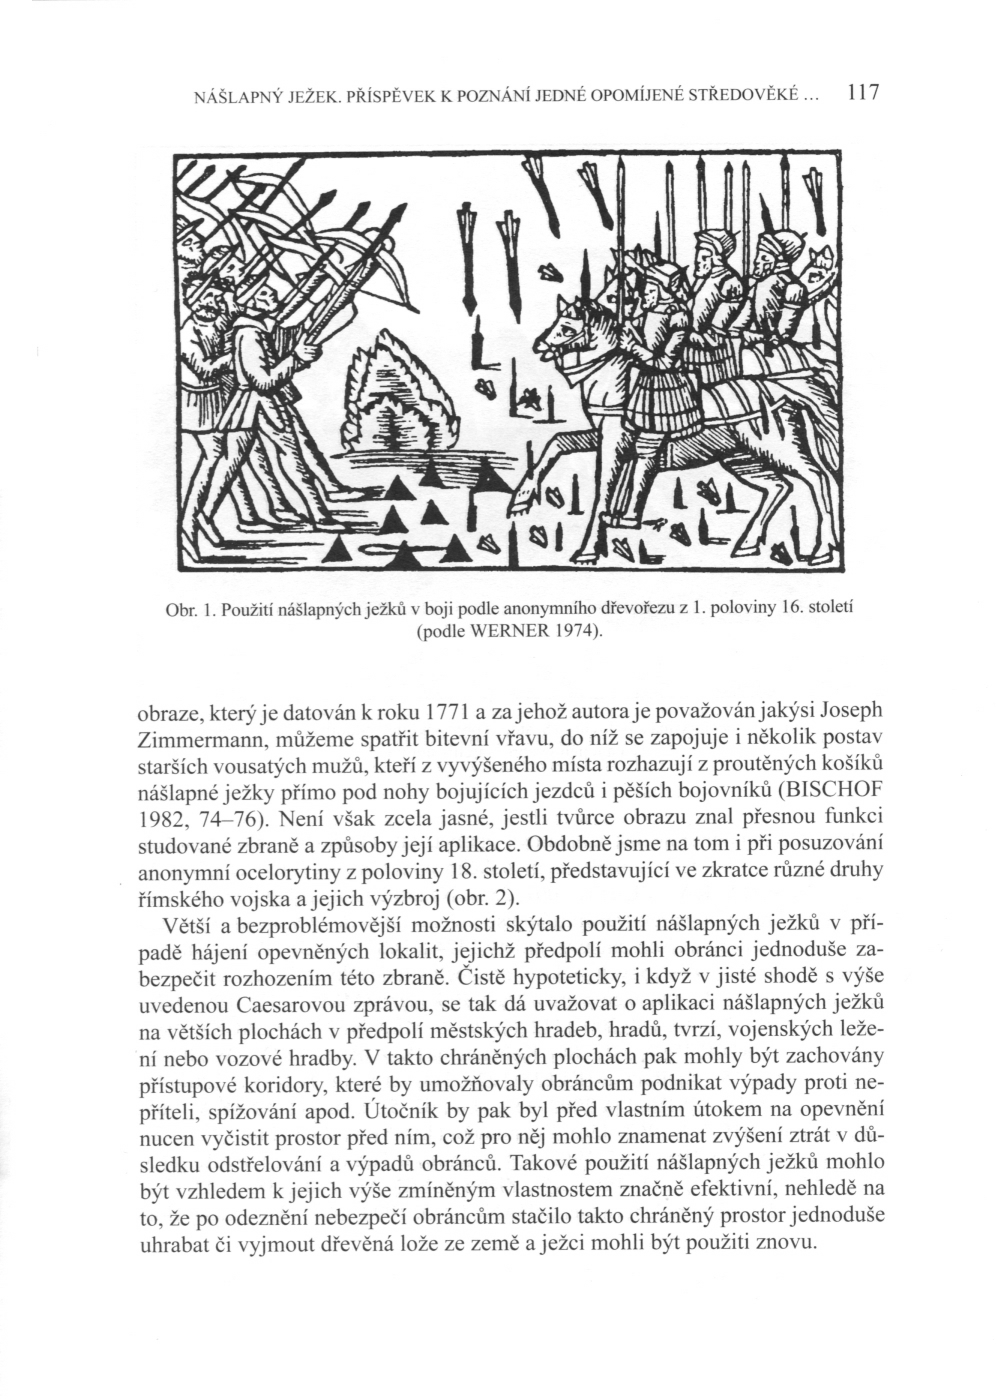 NÁŠLAPNÝ JEŽEK. PŘÍSPĚVEK K POZNÁNÍ JEDNÉ OPOMÍJENÉ STŘEDOVĚKÉ ... 117
Obr. 1. Použití nášlapných ježků v boji podle anonymního dřevořezu z 1. poloviny 16. století
(podle WERNER 1974).
obraze, který je datován k roku 1771 a za jehož autora je považován jakýsi Joseph
Zimmermann, můžeme spatřit bitevní vřavu, do níž se zapojuje i několik postav
starších vousatých mužů, kteří z vyvýšeného místa rozhazují z proutěných košíků
nášlapné ježky přímo pod nohy bojujících jezdců i pěších bojovníků (BISCHOF
1982, 74–76). Není však zcela jasné, jestli tvůrce obrazu znal přesnou funkci
studované zbraně a způsoby její aplikace. Obdobně jsme na tom i při posuzování
anonymní ocelorytiny z poloviny 18. století, představující ve zkratce různé druhy
římského vojska a jejich výzbroj (obr. 2).
Větší a bezproblémovější možnosti skýtalo použití nášlapných ježků v pří-
padě hájení opevněných lokalit, jejichž předpolí mohli obránci jednoduše za-
bezpečit rozhozením této zbraně. Čistě hypoteticky, i když v jisté shodě s výše
uvedenou Caesarovou zprávou, se tak dá uvažovat o aplikaci nášlapných ježků
na větších plochách v předpolí městských hradeb, hradů, tvrzí, vojenských leže-
ní nebo vozové hradby. V takto chráněných plochách pak mohly být zachovány
přístupové koridory, které by umožňovaly obráncům podnikat výpady proti ne-
příteli, spížování apod. Útočník by pak byl před vlastním útokem na opevnění
nucen vyčistit prostor před ním, což pro něj mohlo znamenat zvýšení ztrát v dů-
sledku odstřelování a výpadů obránců. Takové použití nášlapných ježků mohlo
být vzhledem k jejich výše zmíněným vlastnostem značně efektivní, nehledě na
to, že po odeznění nebezpečí obráncům stačilo takto chráněný prostor jednoduše
uhrabat či vyjmout dřevěná lože ze země a ježci mohli být použiti znovu.